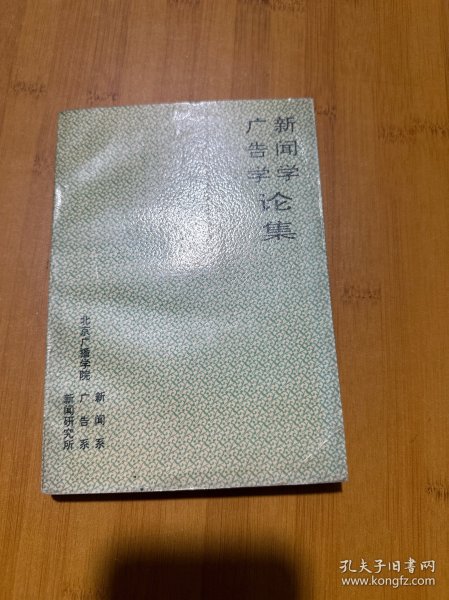 新闻学
广告学
论集
北京广播学院
新闻系
广告系
新闻研究所
孔夫子旧书网
www.kongfz.com